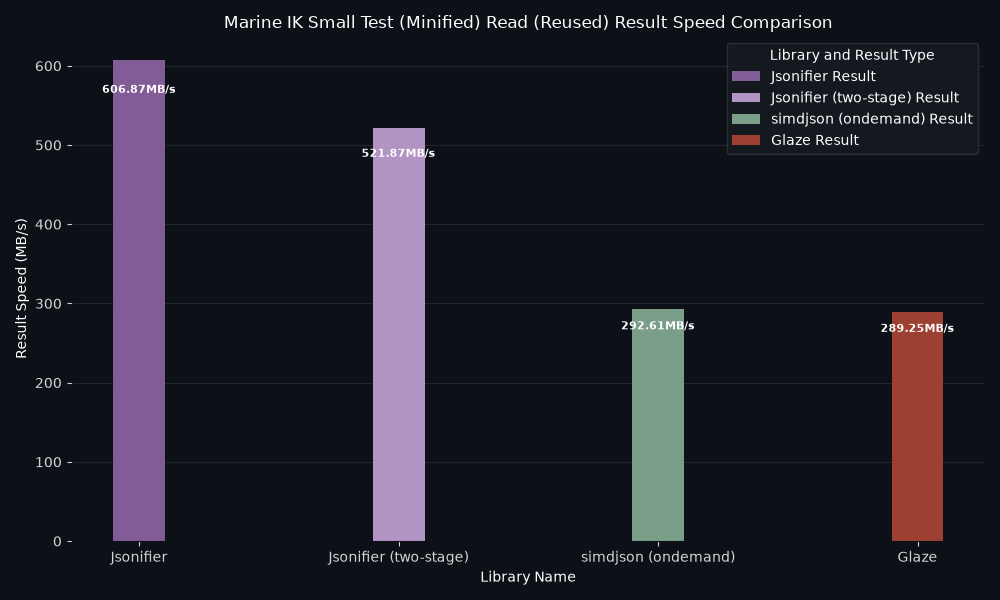 Marine IK Small Test (Minified) Read (Reused) Result Speed Comparison
Library and Result Type
Jsonifier Result
Jsonifier (two-stage) Result
simdjson (ondemand) Result
Glaze Result
Result Speed (MB/s)
600
500
400
300
200
100
0
606.87MB/s
521.87MB/s
292.61MB/s
289.25MB/s
Jsonifier
Jsonifier (two-stage)
simdjson (ondemand)
Glaze
Library Name